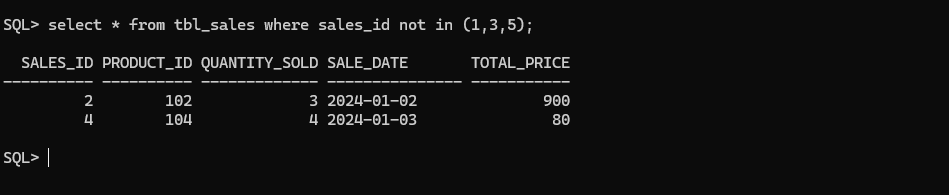 SQL> select * from tbl_sales where sales_id not in (1,3,5);
  SALES_ID PRODUCT_ID QUANTITY_SOLD SALE_DATE       TOTAL_PRICE
---------- ---------- ------------- --------------- -----------
         2        102             3 2024-01-02              900
         4        104             4 2024-01-03               80
SQL>